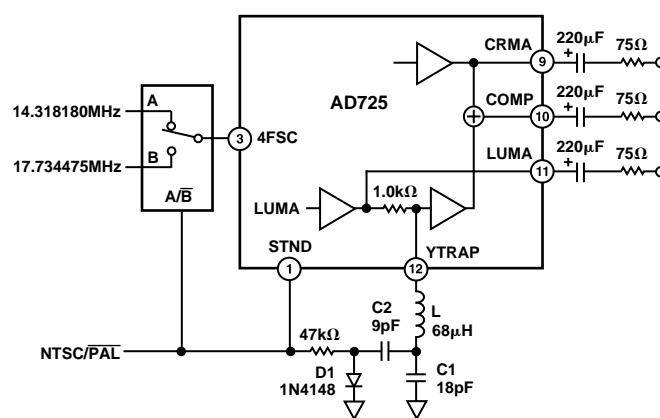 CRMA
9
+
220μF
75Ω
AD725
COMP
10
+
220μF
75Ω
LUMA
11
+
220μF
75Ω
14.318180MHz
A
3
4FSC
17.734475MHz
B
A/B̅
LUMA
1.0kΩ
STND
1
YTRAP
12
C2
9pF
L
68μH
NTSC/P̅A̅L̅
47kΩ
D1
1N4148
C1
18pF